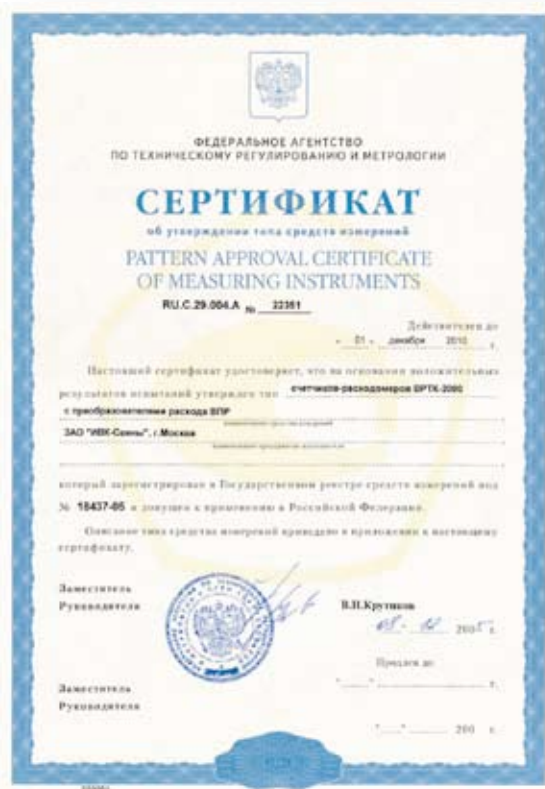 ФЕДЕРАЛЬНОЕ АГЕНТСТВО
ПО ТЕХНИЧЕСКОМУ РЕГУЛИРОВАНИЮ И МЕТРОЛОГИИ
СЕРТИФИКАТ
об утверждении типа средств измерений
PATTERN APPROVAL CERTIFICATE
OF MEASURING INSTRUMENTS
RU.C.29.004.A № 22351
Действителен до
" 01 " декабря 2010 г.
Настоящий сертификат удостоверяет, что на основании положительных
результатов испытаний утвержден тип счетчиков-расходомеров ВРТК-2000
с преобразователями расхода ВПР
ЗАО "ИВК-Саяны", г.Москва
который зарегистрирован в Государственном реестре средств измерений под
№ 18437-05 и допущен к применению в Российской Федерации.
Описание типа средства измерений приведено в приложении к настоящему
сертификату.
Заместитель
Руководителя
В.Н.Крутиков
08 - 12 2005 г.
Продлен до
" " г.
Заместитель
Руководителя
" " 200 г.